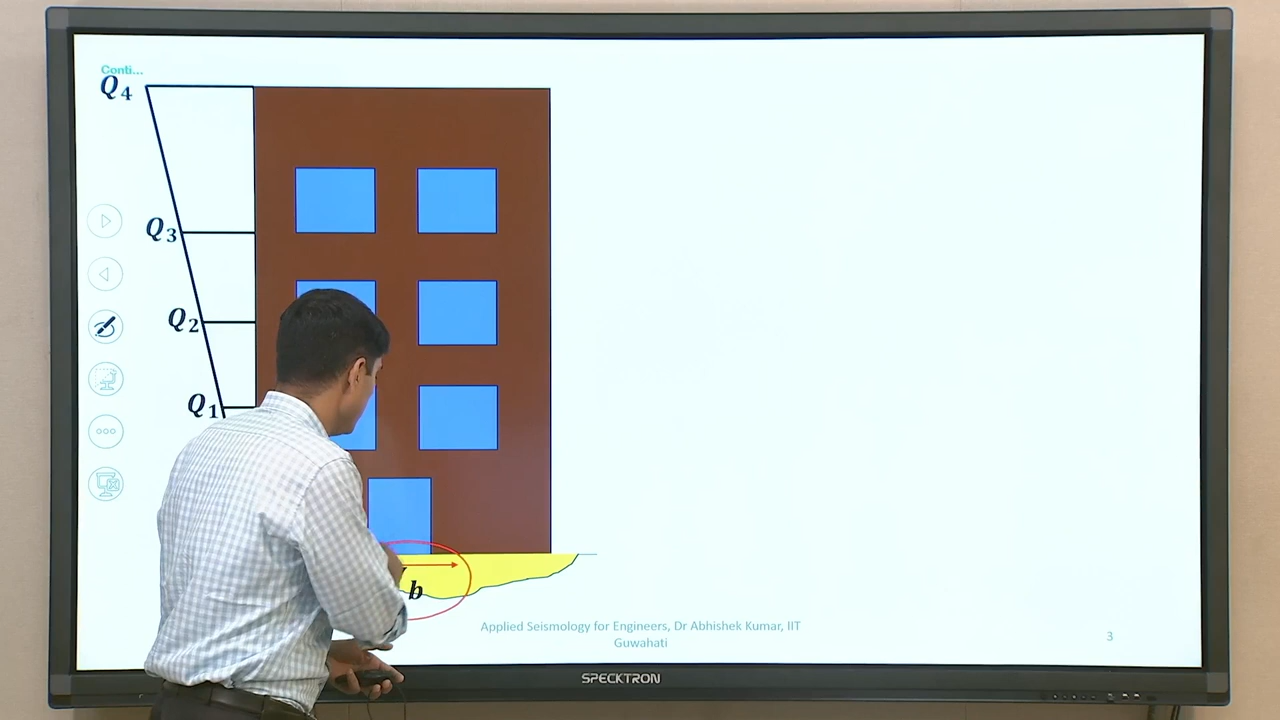 Conti...
Q4
Q3
Q2
Q1
b
Applied Seismology for Engineers, Dr Abhishek Kumar, IIT
Guwahati
3
SPECKTRON